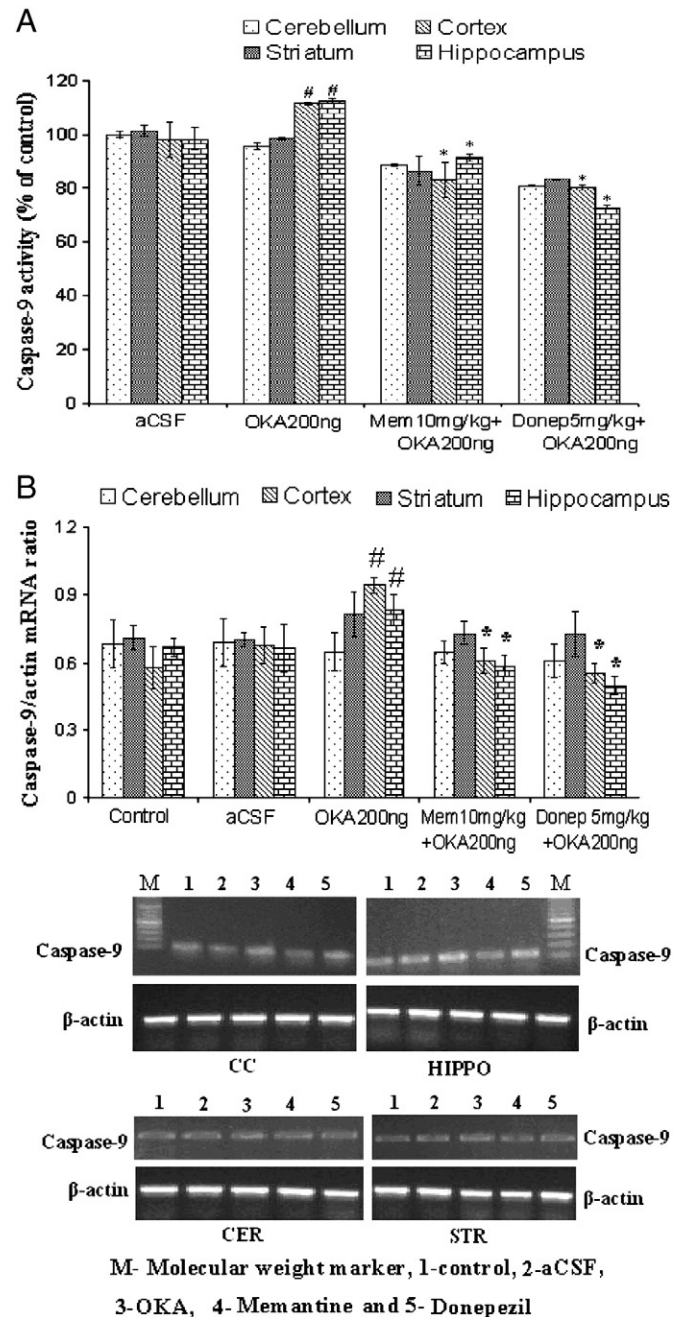 A
Cerebellum Cortex
Striatum Hippocampus
Caspase-9 activity (% of control)
120
100
80
60
40
20
0
# #
* *
* *
aCSF OKA200ng Mem10mg/kg+ Donep5mg/kg+
OKA200ng OKA200ng
B
Cerebellum Cortex Striatum Hippocampus
Caspase-9/actin mRNA ratio
1.2
0.9
0.6
0.3
0
# #
* *
* *
Control aCSF OKA200ng Mem10mg/kg Donep 5mg/kg
+OKA200ng +OKA200ng
M 1 2 3 4 5 1 2 3 4 5 M
Caspase-9 Caspase-9
β-actin β-actin
CC HIPPO
1 2 3 4 5 1 2 3 4 5
Caspase-9 Caspase-9
β-actin β-actin
CER STR
M- Molecular weight marker, 1-control, 2-aCSF,
3-OKA, 4- Memantine and 5- Donepezil